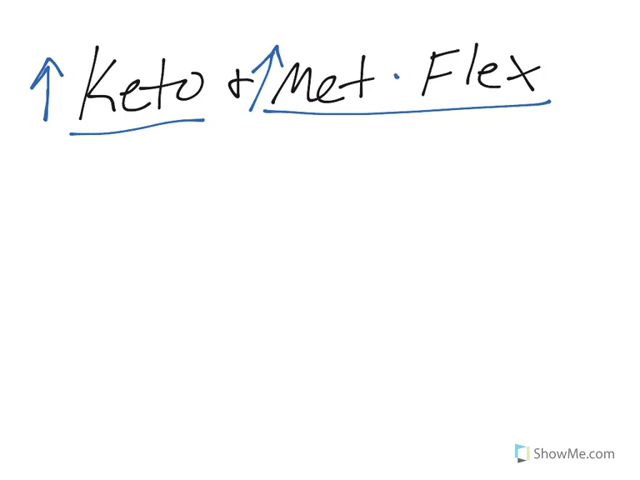 ↑ Keto + ↑ Met · Flex
ShowMe.com